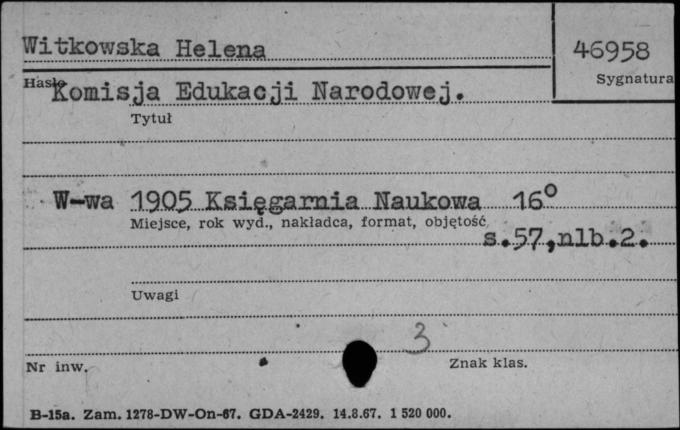 Witkowska Helena 46958
Hasło Sygnatura
Komisja Edukacji Narodowej.
Tytuł
W-wa 1905 Księgarnia Naukowa 16°
Miejsce, rok wyd., nakładca, format, objętość
s.57,nlb.2.
Uwagi
3
Nr inw. Znak klas.
B-15a. Zam. 1278-DW-On-67. GDA-2429. 14.8.67. 1 520 000.